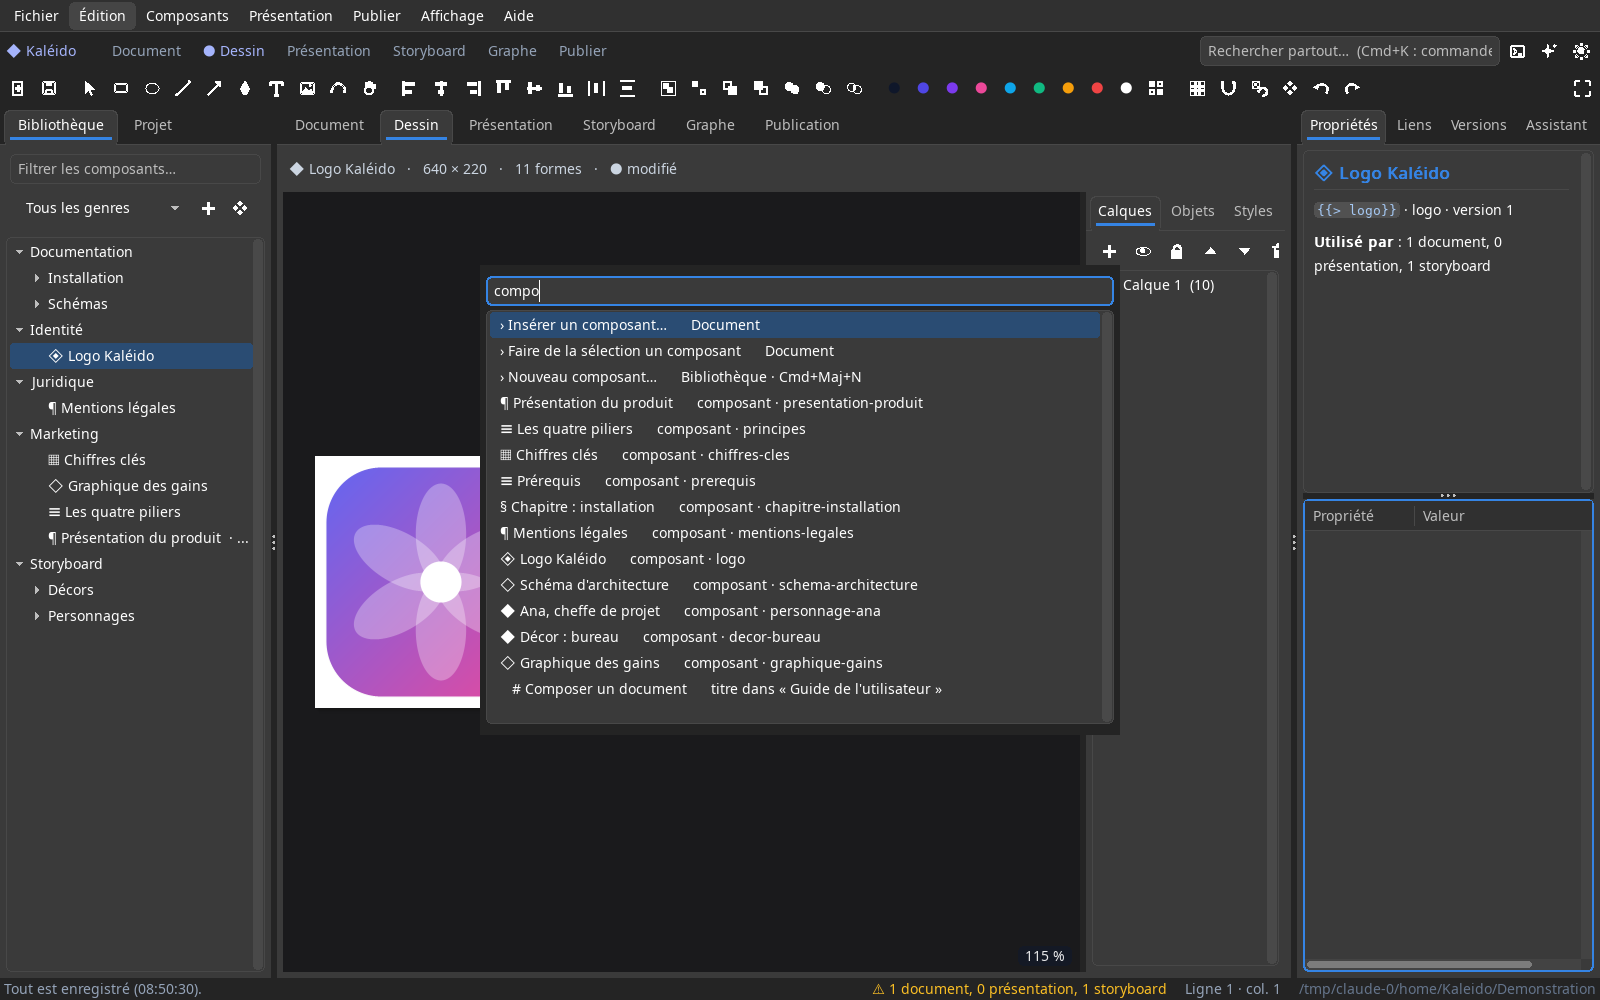 Fichier Édition Composants Présentation Publier Affichage Aide
Kaléido Document Dessin Présentation Storyboard Graphe Publier Rechercher partout… (Cmd+K : commande
Bibliothèque Projet Document Dessin Présentation Storyboard Graphe Publication Propriétés Liens Versions Assistant
Filtrer les composants…
Tous les genres
Documentation
Installation
Schémas
Identité
Logo Kaléido
Juridique
¶ Mentions légales
Marketing
Chiffres clés
Graphique des gains
Les quatre piliers
¶ Présentation du produit · …
Storyboard
Décors
Personnages
Logo Kaléido · 640 × 220 · 11 formes · modifié
Calques Objets Styles
Calque 1 (10)
compo
› Insérer un composant… Document
› Faire de la sélection un composant Document
› Nouveau composant… Bibliothèque · Cmd+Maj+N
¶ Présentation du produit composant · presentation-produit
Les quatre piliers composant · principes
Chiffres clés composant · chiffres-cles
Prérequis composant · prerequis
§ Chapitre : installation composant · chapitre-installation
¶ Mentions légales composant · mentions-legales
Logo Kaléido composant · logo
Schéma d'architecture composant · schema-architecture
Ana, cheffe de projet composant · personnage-ana
Décor : bureau composant · decor-bureau
Graphique des gains composant · graphique-gains
# Composer un document titre dans « Guide de l'utilisateur »
115 %
Logo Kaléido
{{> logo}} · logo · version 1
Utilisé par : 1 document, 0
présentation, 1 storyboard
Propriété Valeur
Tout est enregistré (08:50:30). ⚠ 1 document, 0 présentation, 1 storyboard Ligne 1 · col. 1 /tmp/claude-0/home/Kaleido/Demonstration